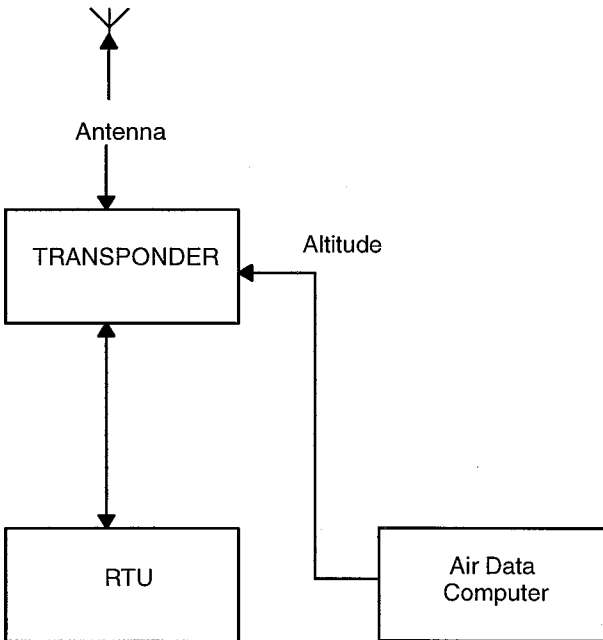 Antenna
TRANSPONDER
Altitude
RTU
Air Data
Computer